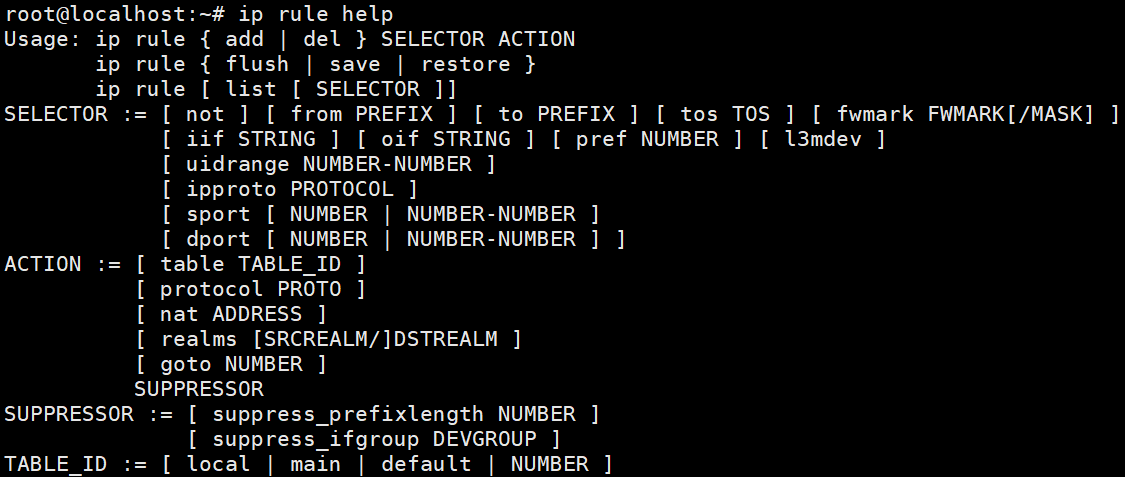 root@localhost:~# ip rule help
Usage: ip rule { add | del } SELECTOR ACTION
       ip rule { flush | save | restore }
       ip rule [ list [ SELECTOR ]]
SELECTOR := [ not ] [ from PREFIX ] [ to PREFIX ] [ tos TOS ] [ fwmark FWMARK[/MASK] ]
            [ iif STRING ] [ oif STRING ] [ pref NUMBER ] [ l3mdev ]
            [ uidrange NUMBER-NUMBER ]
            [ ipproto PROTOCOL ]
            [ sport [ NUMBER | NUMBER-NUMBER ]
            [ dport [ NUMBER | NUMBER-NUMBER ] ]
ACTION := [ table TABLE_ID ]
          [ protocol PROTO ]
          [ nat ADDRESS ]
          [ realms [SRCREALM/]DSTREALM ]
          [ goto NUMBER ]
          SUPPRESSOR
SUPPRESSOR := [ suppress_prefixlength NUMBER ]
              [ suppress_ifgroup DEVGROUP ]
TABLE_ID := [ local | main | default | NUMBER ]